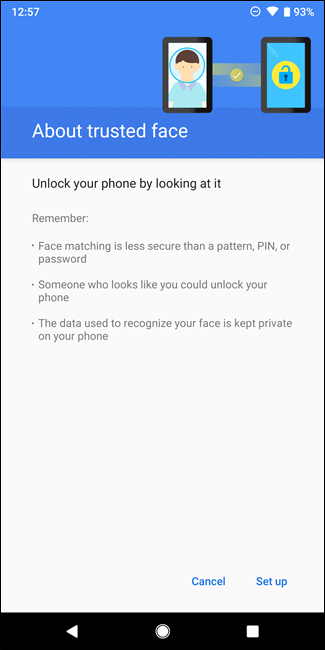 12:57
93%
About trusted face
Unlock your phone by looking at it
Remember:
· Face matching is less secure than a pattern, PIN, or
password
· Someone who looks like you could unlock your
phone
· The data used to recognize your face is kept private
on your phone
Cancel Set up